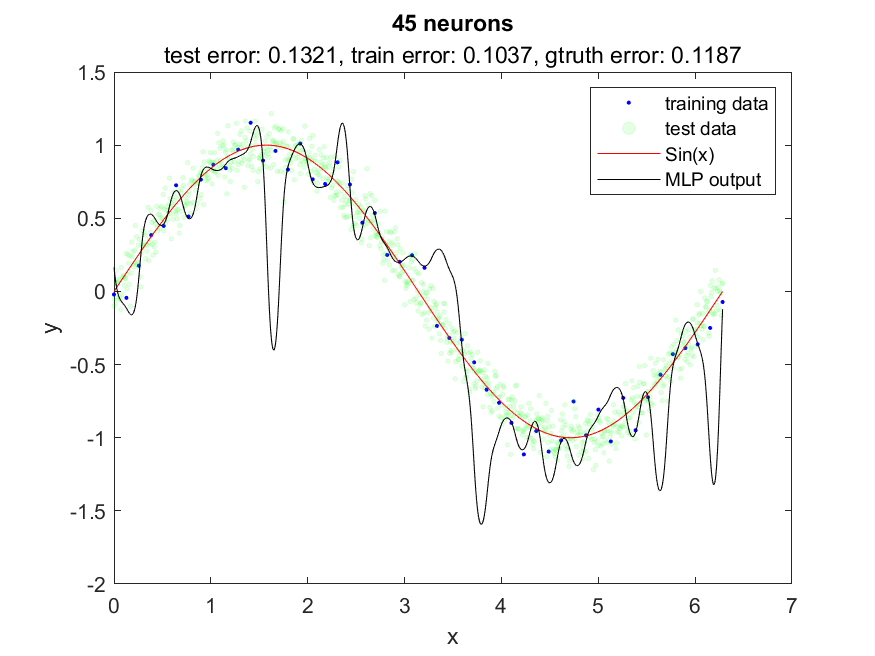 45 neurons
test error: 0.1321, train error: 0.1037, gtruth error: 0.1187
1.5
1
0.5
0
-0.5
-1
-1.5
-2
y
training data
test data
Sin(x)
MLP output
0 1 2 3 4 5 6 7
x